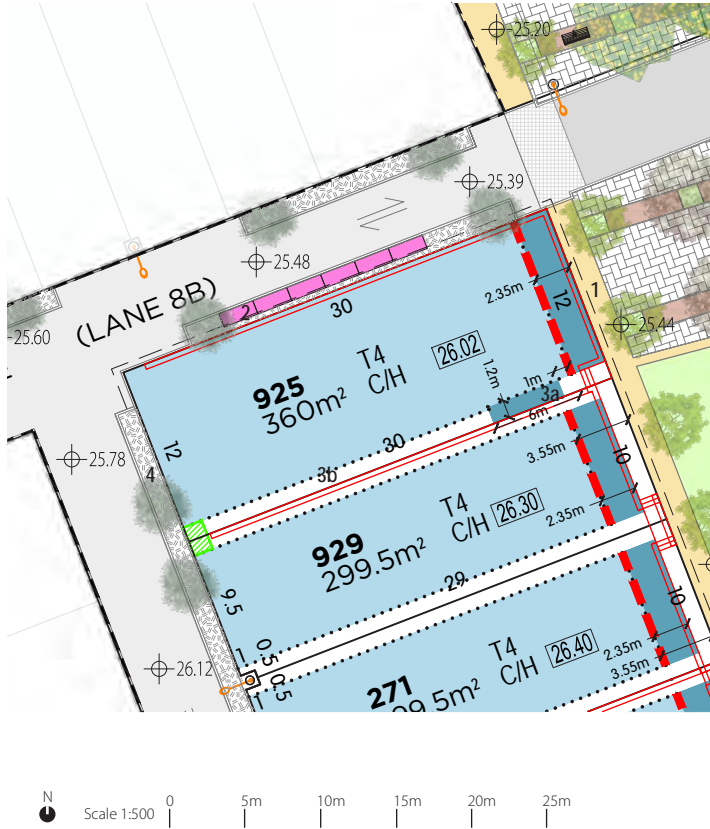 25.20
25.39
25.48
25.60
(LANE 8B)
2
30
2.35m
12
1
25.44
925
360m²
T4
C/H
26.02
1.2m
1m
3a
6m
25.78
12
4
30
3b
3.55m
10
929
299.5m²
T4
C/H
26.30
2.35m
9.5
29
10
0.5
0.5
26.12
271
T4
C/H
26.40
2.35m
3.55m
9.5m²
N
Scale 1:500
0
5m
10m
15m
20m
25m